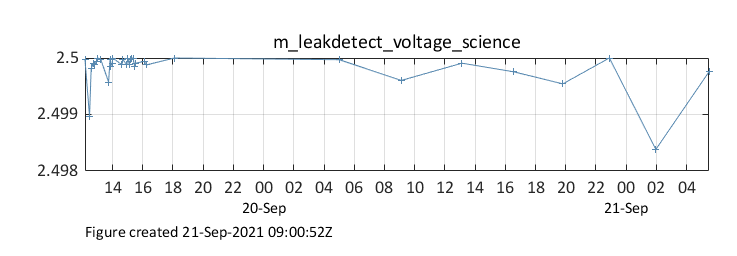 m_leakdetect_voltage_science
2.5
2.499
2.498
14 16 18 20 22 00 02 04 06 08 10 12 14 16 18 20 22 00 02 04
20-Sep 21-Sep
Figure created 21-Sep-2021 09:00:52Z